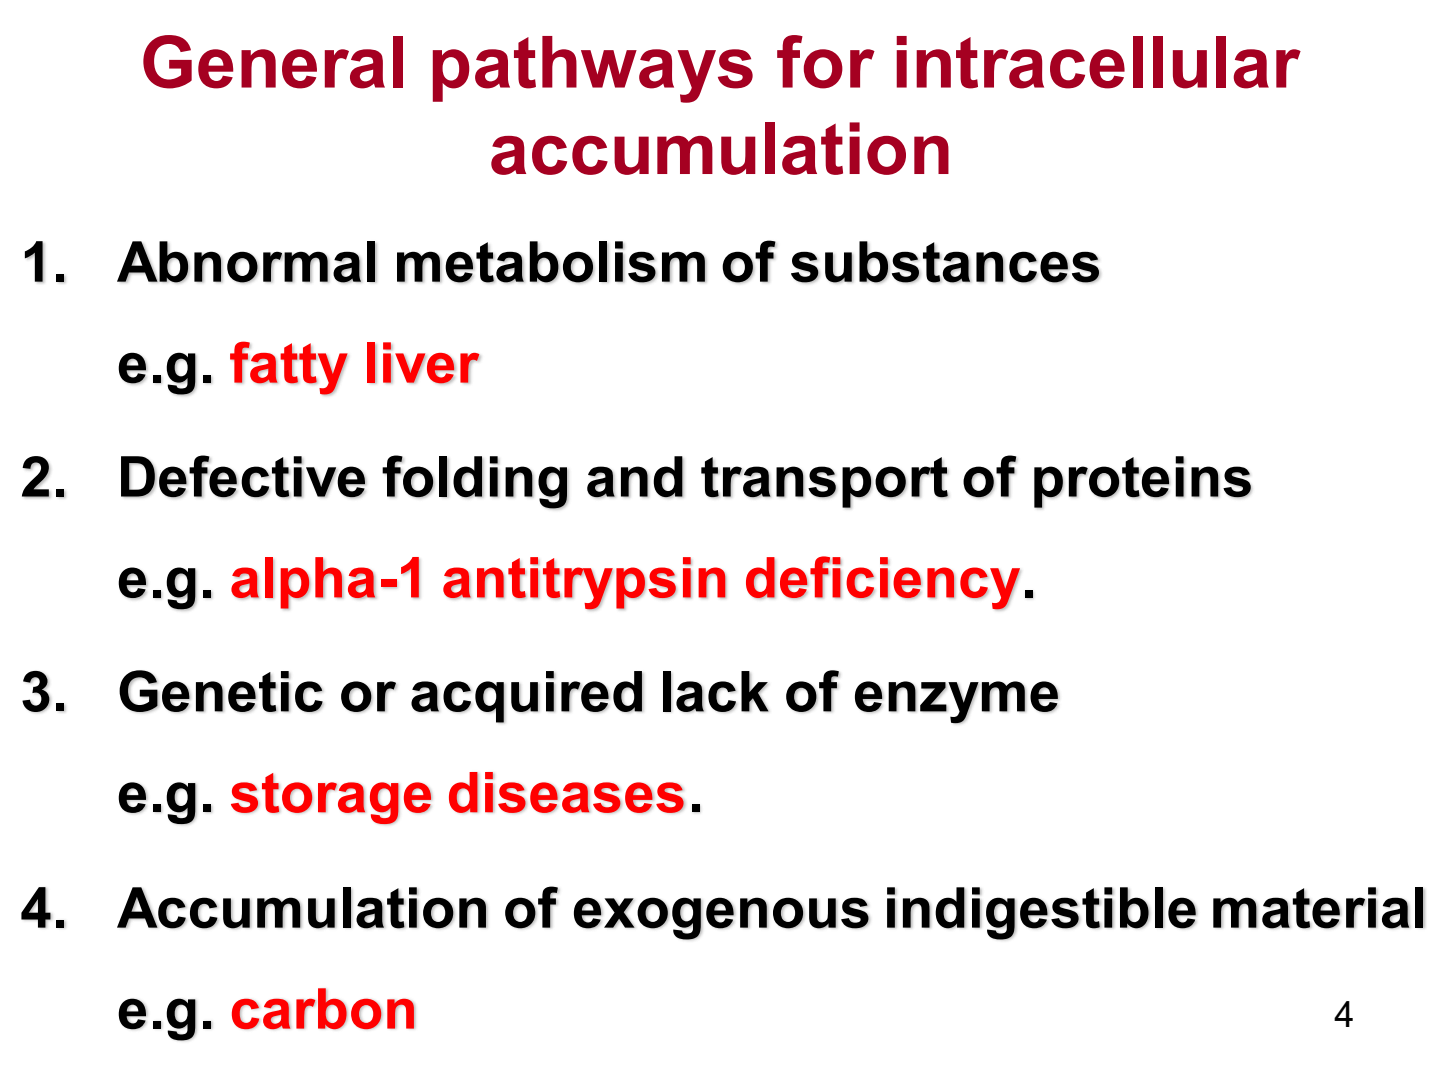 General pathways for intracellular
accumulation
1. Abnormal metabolism of substances
e.g. fatty liver
2. Defective folding and transport of proteins
e.g. alpha-1 antitrypsin deficiency.
3. Genetic or acquired lack of enzyme
e.g. storage diseases.
4. Accumulation of exogenous indigestible material
e.g. carbon
4